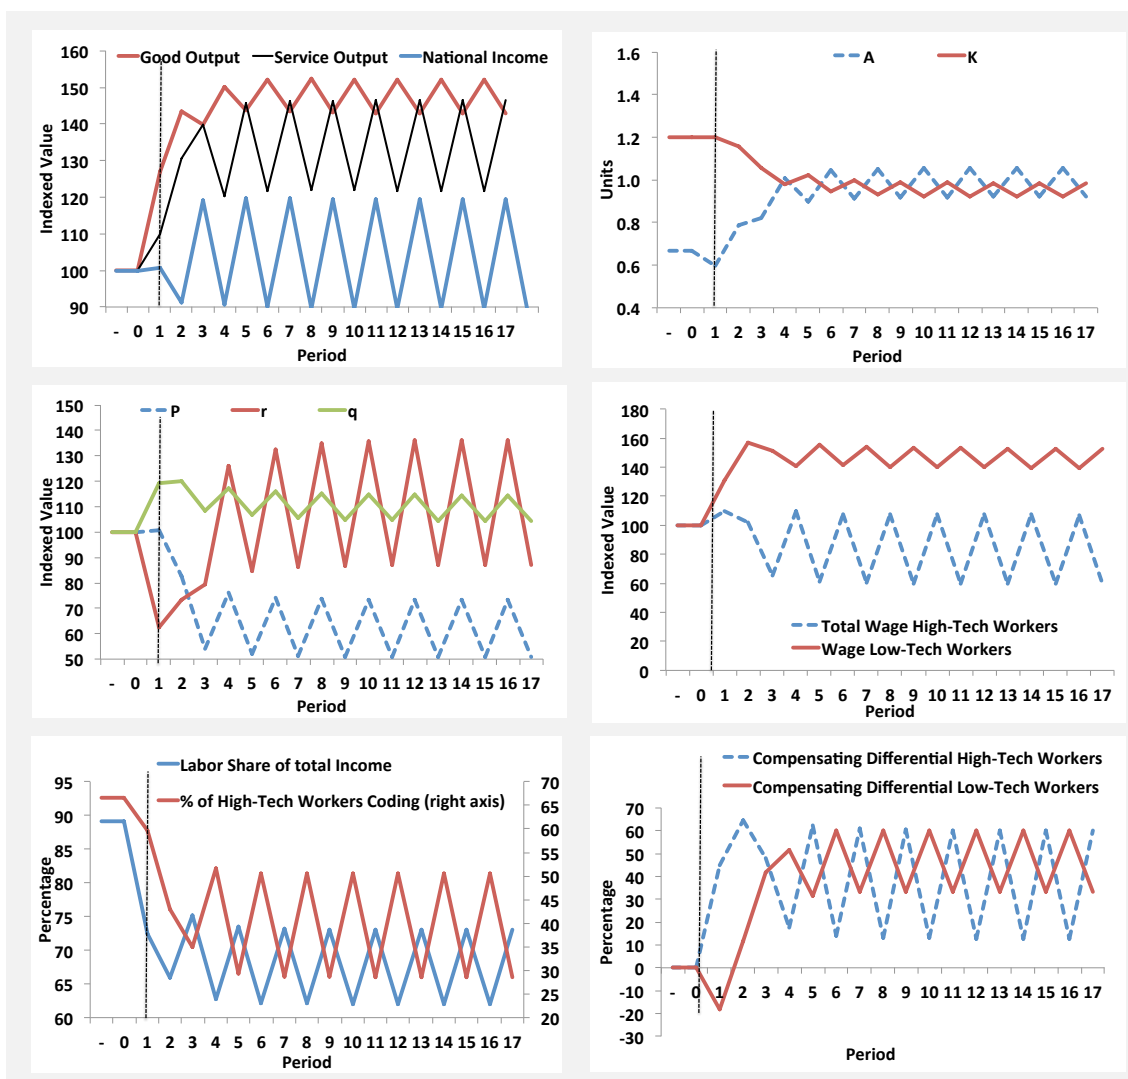 Good Output Service Output National Income
160
150
140
130
120
110
100
90
Indexed Value
- 0 1 2 3 4 5 6 7 8 9 10 11 12 13 14 15 16 17
Period
A K
1.6
1.4
1.2
1.0
0.8
0.6
0.4
Units
- 0 1 2 3 4 5 6 7 8 9 10 11 12 13 14 15 16 17
Period
P r q
150
140
130
120
110
100
90
80
70
60
50
Indexed Value
- 0 1 2 3 4 5 6 7 8 9 10 11 12 13 14 15 16 17
Period
180
160
140
120
100
80
60
40
20
0
Indexed Value
Total Wage High-Tech Workers
Wage Low-Tech Workers
- 0 1 2 3 4 5 6 7 8 9 10 11 12 13 14 15 16 17
Period
Labor Share of total Income
% of High-Tech Workers Coding (right axis)
95
90
85
80
75
70
65
60
Percentage
70
65
60
55
50
45
40
35
30
25
20
- 0 1 2 3 4 5 6 7 8 9 10 11 12 13 14 15 16 17
Period
Compensating Differential High-Tech Workers
Compensating Differential Low-Tech Workers
70
60
50
40
30
20
10
0
-10
-20
-30
Percentage
- 0 1 2 3 4 5 6 7 8 9 10 11 12 13 14 15 16 17
Period